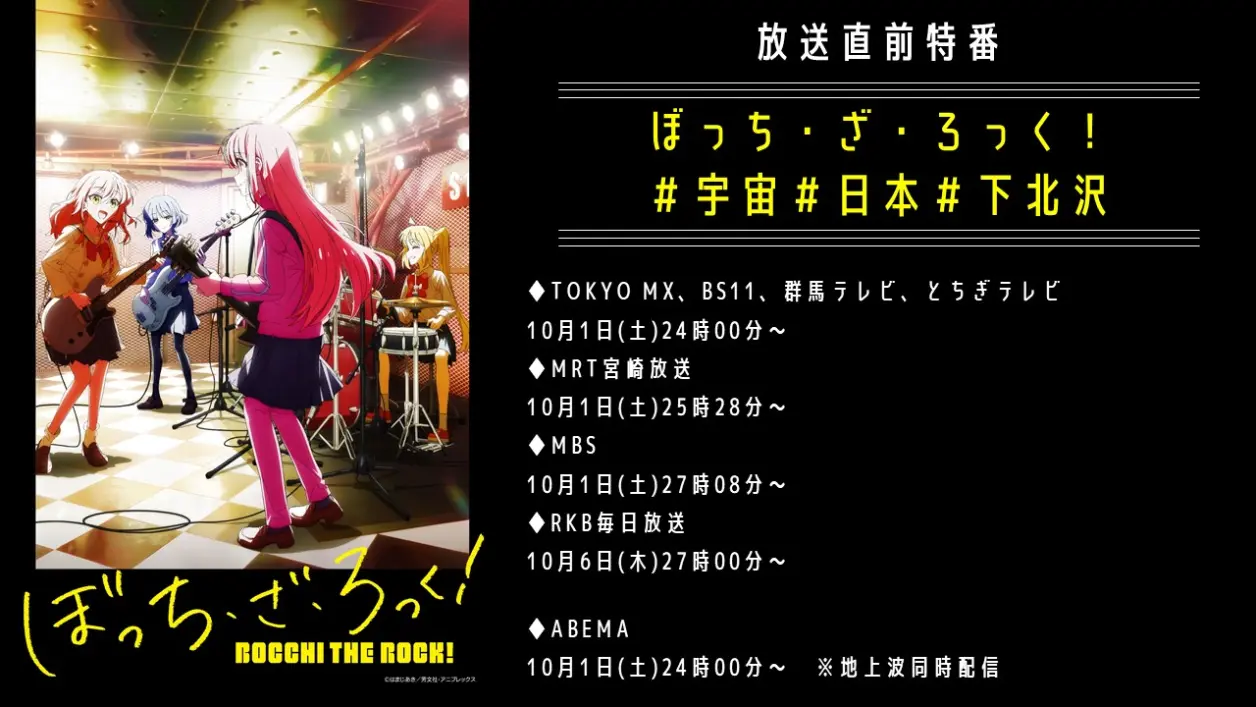 放送直前特番
ぼっち・ざ・ろっく!
#宇宙#日本#下北沢
♦TOKYO MX、BS11、群馬テレビ、とちぎテレビ
10月1日(土)24時00分~
♦MRT宮崎放送
10月1日(土)25時28分~
♦MBS
10月1日(土)27時08分~
♦RKB毎日放送
10月6日(木)27時00分~
♦ABEMA
10月1日(土)24時00分~ ※地上波同時配信
ぼっち・ざ・ろっく!
BOCCHI THE ROCK!
©はまじあき/芳文社・アニプレックス